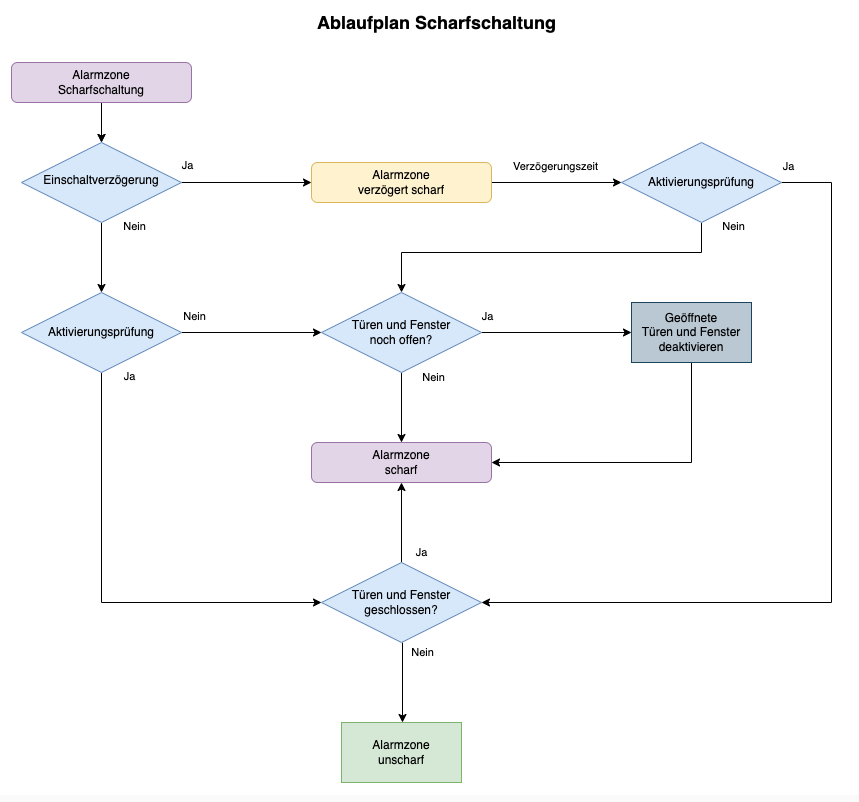 Ablaufplan Scharfschaltung
Alarmzone
Scharfschaltung
Einschaltverzögerung
Ja
Nein
Alarmzone
verzögert scharf
Verzögerungszeit
Aktivierungsprüfung
Ja
Nein
Aktivierungsprüfung
Nein
Ja
Türen und Fenster
noch offen?
Ja
Nein
Geöffnete
Türen und Fenster
deaktivieren
Alarmzone
scharf
Ja
Türen und Fenster
geschlossen?
Nein
Alarmzone
unscharf